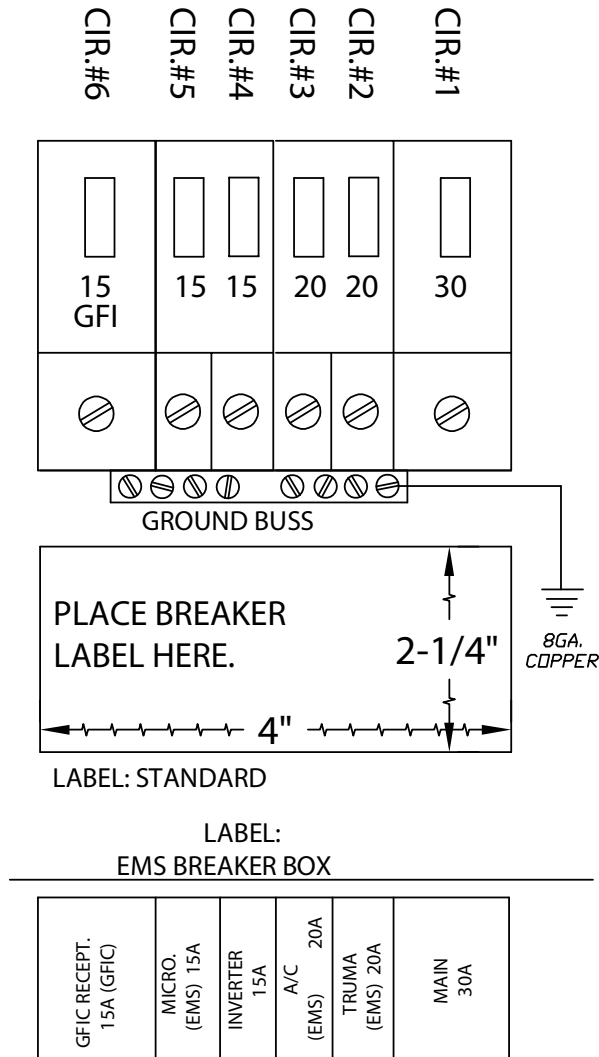 CIR.#6
CIR.#5
CIR.#4
CIR.#3
CIR.#2
CIR.#1
15
GFI
15
15
20
20
30
GROUND BUSS
PLACE BREAKER
LABEL HERE.
2-1/4"
4"
8GA.
COPPER
LABEL: STANDARD
LABEL:
EMS BREAKER BOX
GFIC RECEPT.
15A (GFIC)
MICRO.
(EMS) 15A
INVERTER
15A
A/C
(EMS) 20A
TRUMA
(EMS) 20A
MAIN
30A